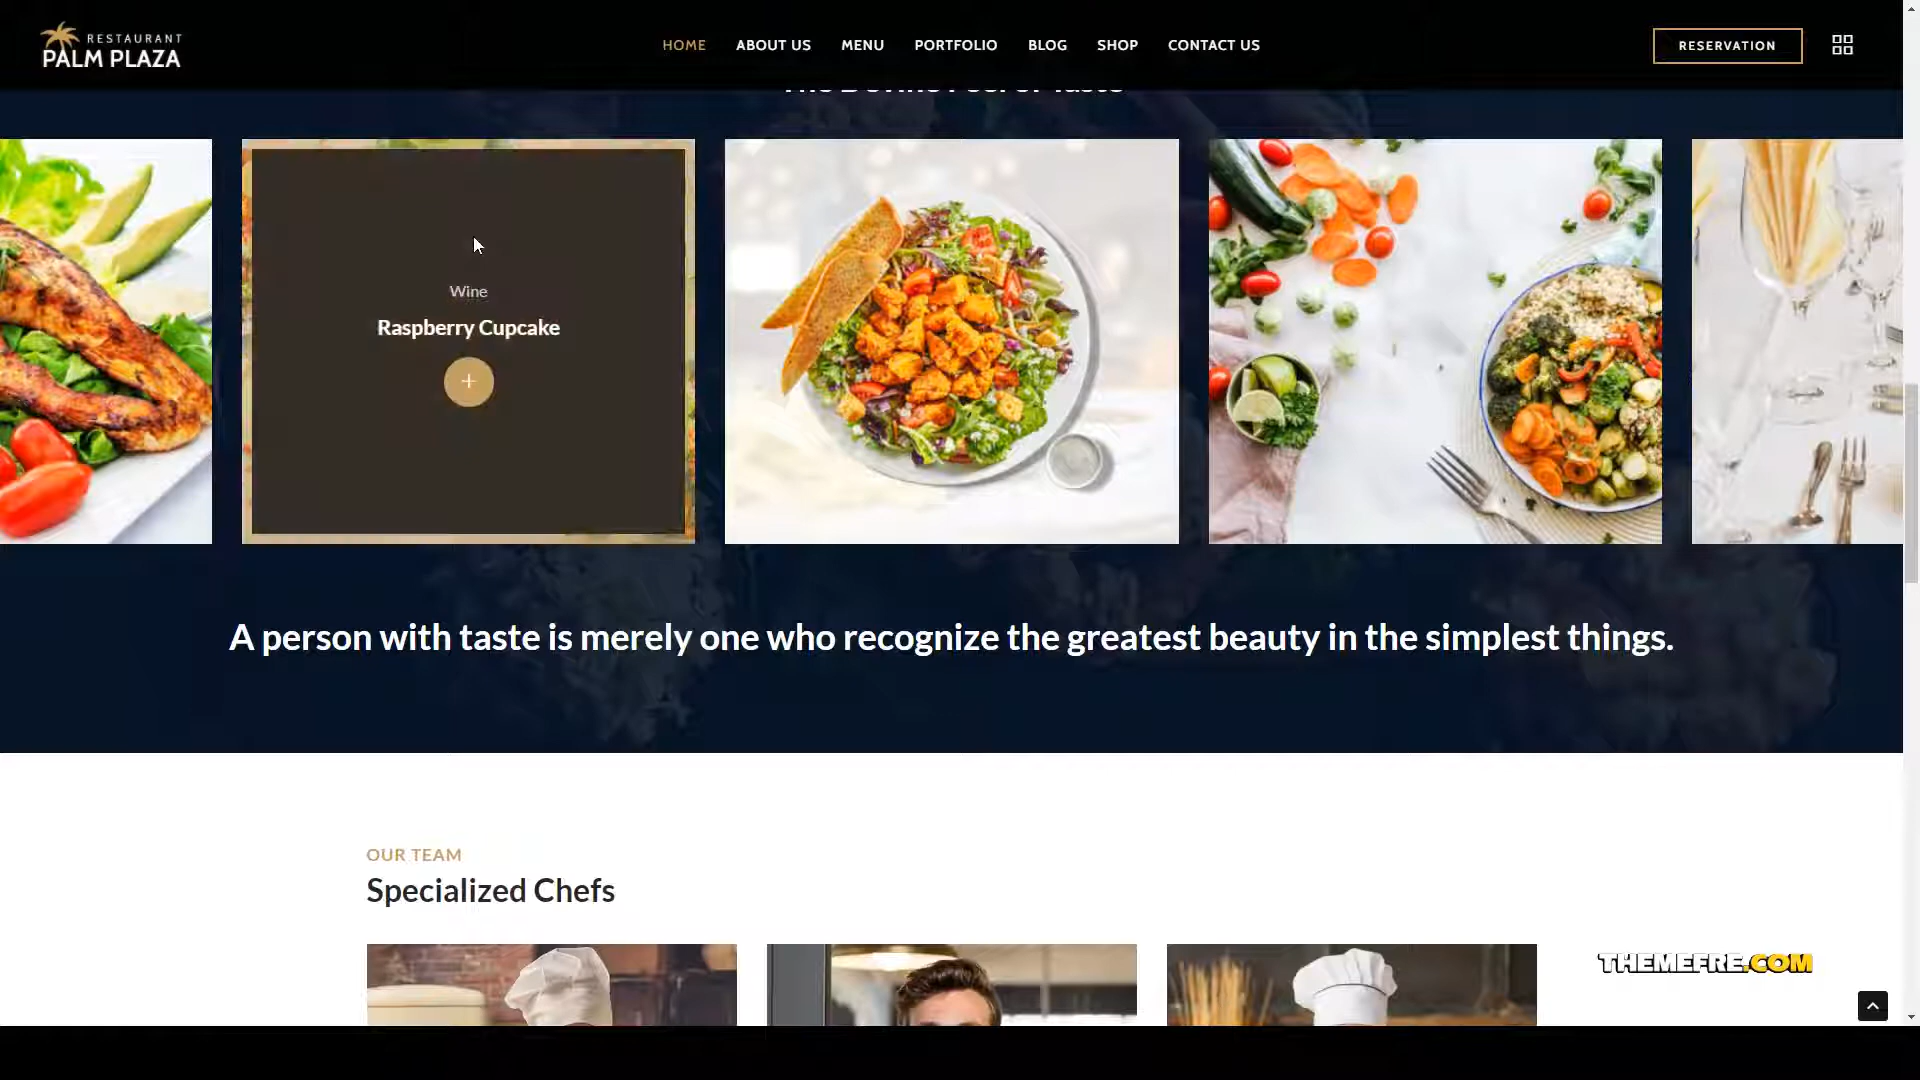 RESTAURANT
PALM PLAZA
HOME ABOUT US MENU PORTFOLIO BLOG SHOP CONTACT US
RESERVATION
Wine
Raspberry Cupcake
+
A person with taste is merely one who recognize the greatest beauty in the simplest things.
OUR TEAM
Specialized Chefs
THEMEFRE.COM